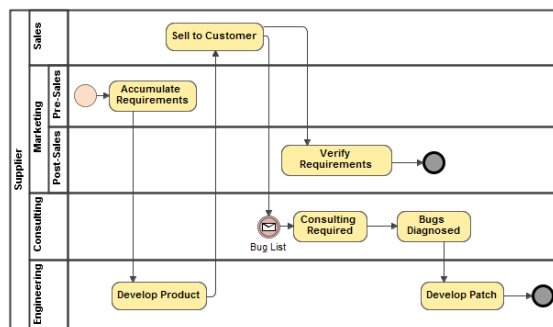 Supplier
Sales
Marketing
Pre-Sales
Post-Sales
Consulting
Engineering
Sell to Customer
Accumulate
Requirements
Verify
Requirements
Bug List
Consulting
Required
Bugs
Diagnosed
Develop Product
Develop Patch